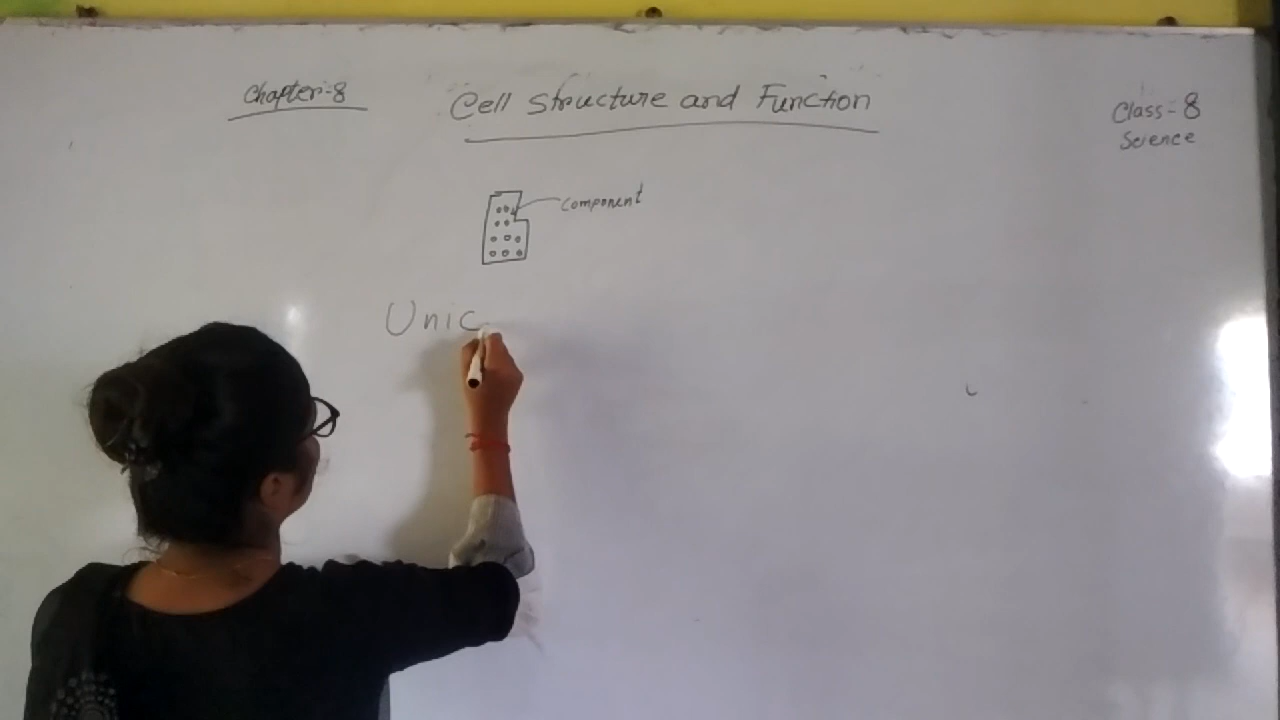 Chapter-8
Cell Structure and Function
Class-8
Science
component
Unic